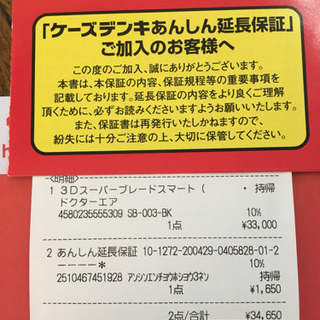 「ケーズデンキあんしん延長保証」
ご加入のお客様へ
この度のご加入、誠にありがとうございます。
本書は、本保証の内容、保証規程等の重要事項を
記載しております。延長保証の内容をより良くご理解
頂くために、必ずお読みくださいますようお願いいたします。
また、保証書は再発行いたしかねますので、
紛失には十分ご注意の上、大切に保管してください。
<明細>
1 3Dスーパーブレードスマート( ・ 持帰
ドクターエア
4580235555309 SB-003-BK 10%
1点 ¥33,000
2 あんしん延長保証 10-1272-200429-0405828-01-2
ーーーー* 10%
2510467451928 アンシンエンチョウホショウ5ネン 持帰
1点 ¥1,650
2点/合計 ¥34,650